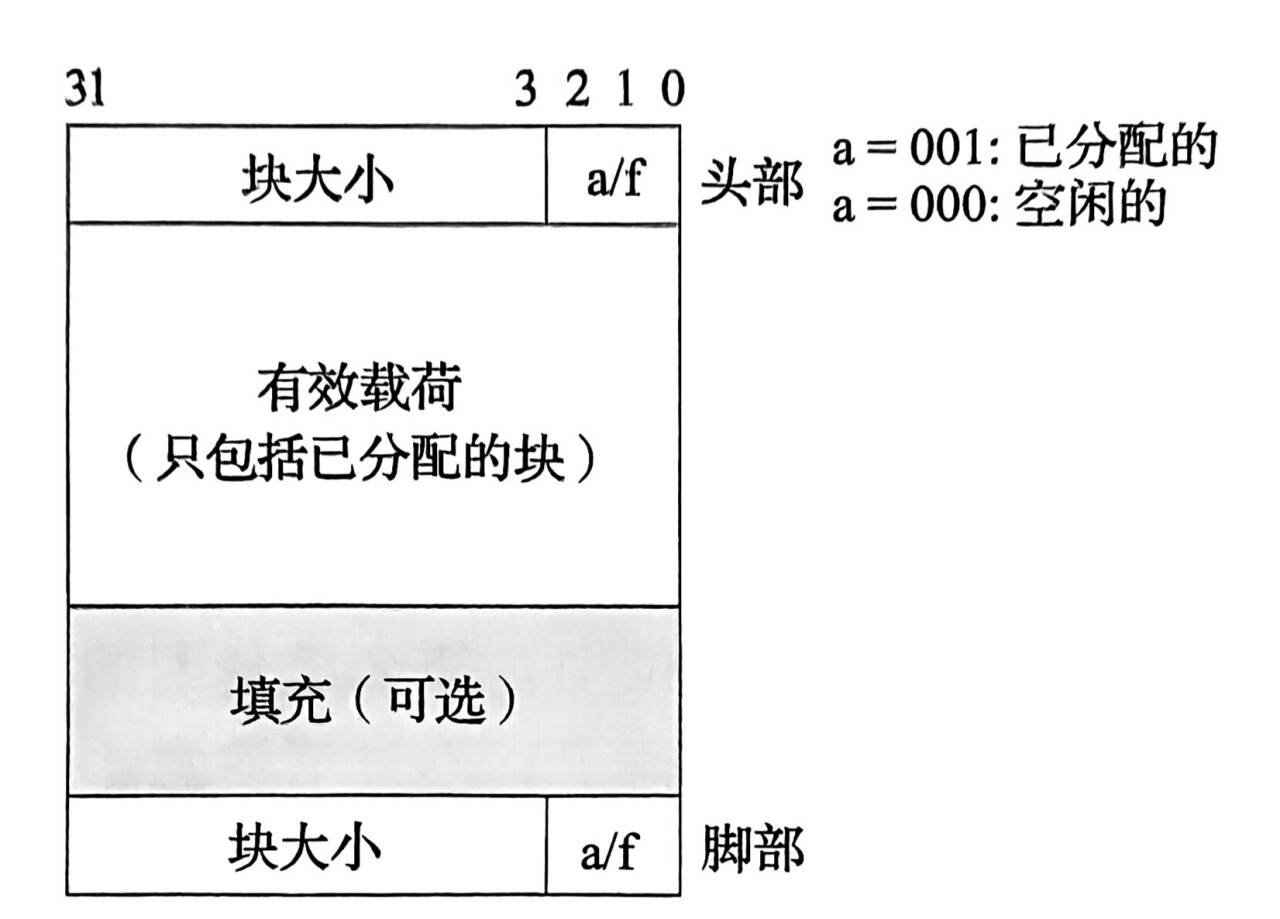 31 3 2 1 0
块大小 a/f 头部 a = 001: 已分配的
a = 000: 空闲的
有效载荷
（只包括已分配的块）
填充（可选）
块大小 a/f 脚部